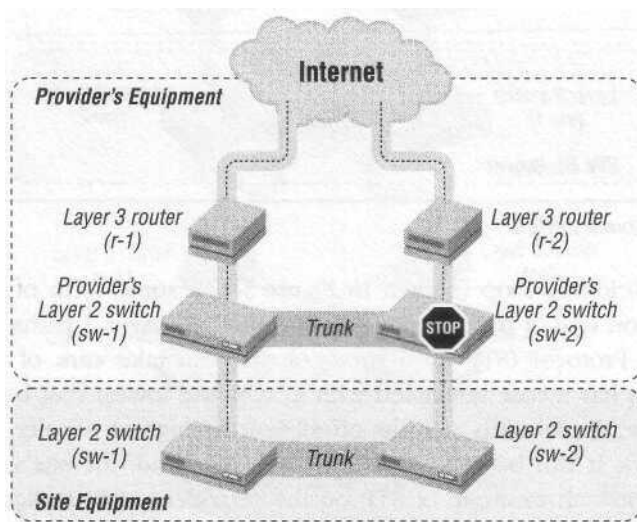 Internet
Provider's Equipment
Layer 3 router
(r-1)
Layer 3 router
(r-2)
Provider's
Layer 2 switch
(sw-1)
Trunk
STOP
Provider's
Layer 2 switch
(sw-2)
Layer 2 switch
(sw-1)
Trunk
Layer 2 switch
(sw-2)
Site Equipment